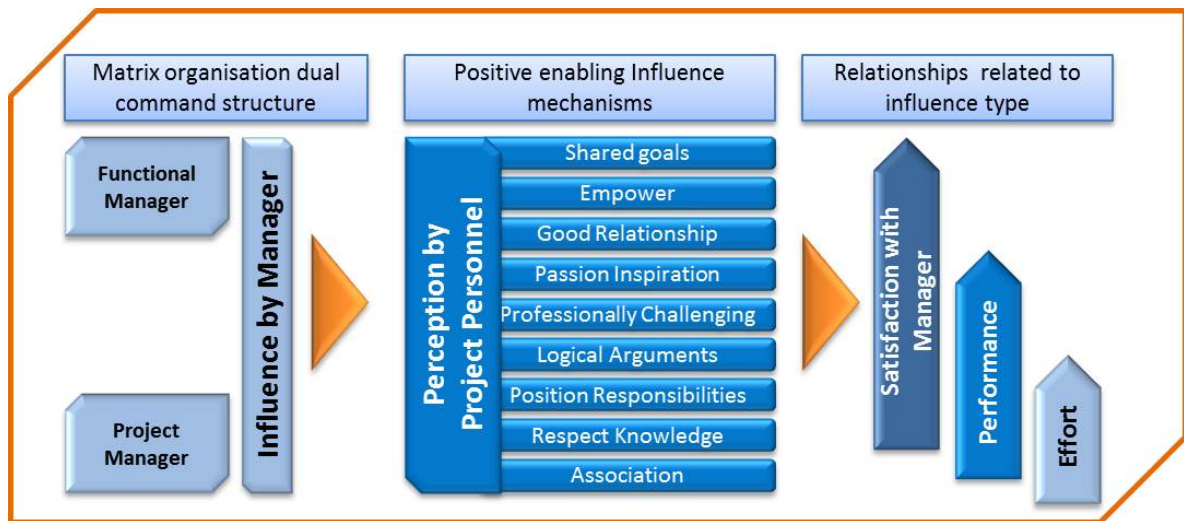 Matrix organisation dual
command structure
Functional
Manager
Project
Manager
Influence by Manager
Positive enabling Influence
mechanisms
Perception by
Project Personnel
Shared goals
Empower
Good Relationship
Passion Inspiration
Professionally Challenging
Logical Arguments
Position Responsibilities
Respect Knowledge
Association
Relationships related to
influence type
Satisfaction with
Manager
Performance
Effort